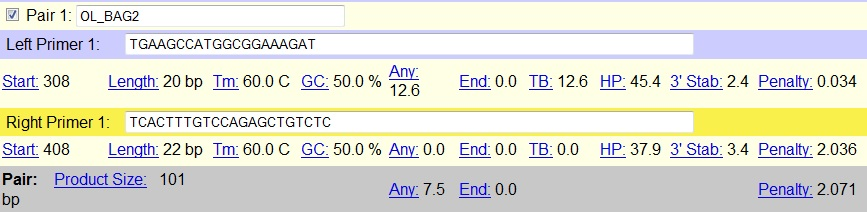 Pair 1: OL_BAG2
Left Primer 1: TGAAGCCATGGCGGAAAGAT
Start: 308 Length: 20 bp Tm: 60.0 C GC: 50.0 % Any: 12.6 End: 0.0 TB: 12.6 HP: 45.4 3' Stab: 2.4 Penalty: 0.034
Right Primer 1: TCACTTTGTCCAGAGCTGTCTC
Start: 408 Length: 22 bp Tm: 60.0 C GC: 50.0 % Any: 0.0 End: 0.0 TB: 0.0 HP: 37.9 3' Stab: 3.4 Penalty: 2.036
Pair: Product Size: 101 bp Any: 7.5 End: 0.0 Penalty: 2.071